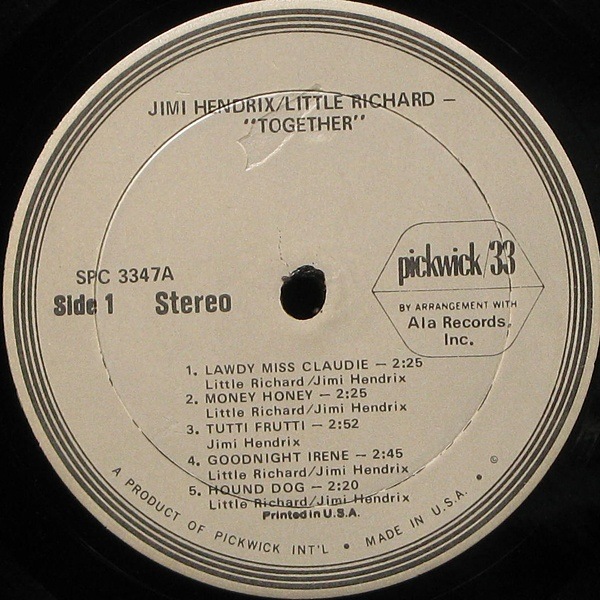 JIMI HENDRIX/LITTLE RICHARD —
"TOGETHER"
SPC 3347A
Side 1 Stereo
pickwick/33
BY ARRANGEMENT WITH
Ala Records,
Inc.
1. LAWDY MISS CLAUDIE — 2:25
Little Richard/Jimi Hendrix
2. MONEY HONEY — 2:25
Little Richard/Jimi Hendrix
3. TUTTI FRUTTI — 2:52
Jimi Hendrix
4. GOODNIGHT IRENE — 2:45
Little Richard/Jimi Hendrix
5. HOUND DOG — 2:20
Little Richard/Jimi Hendrix
Printed in U.S.A.
A PRODUCT OF PICKWICK INT'L • MADE IN U.S.A. • ©